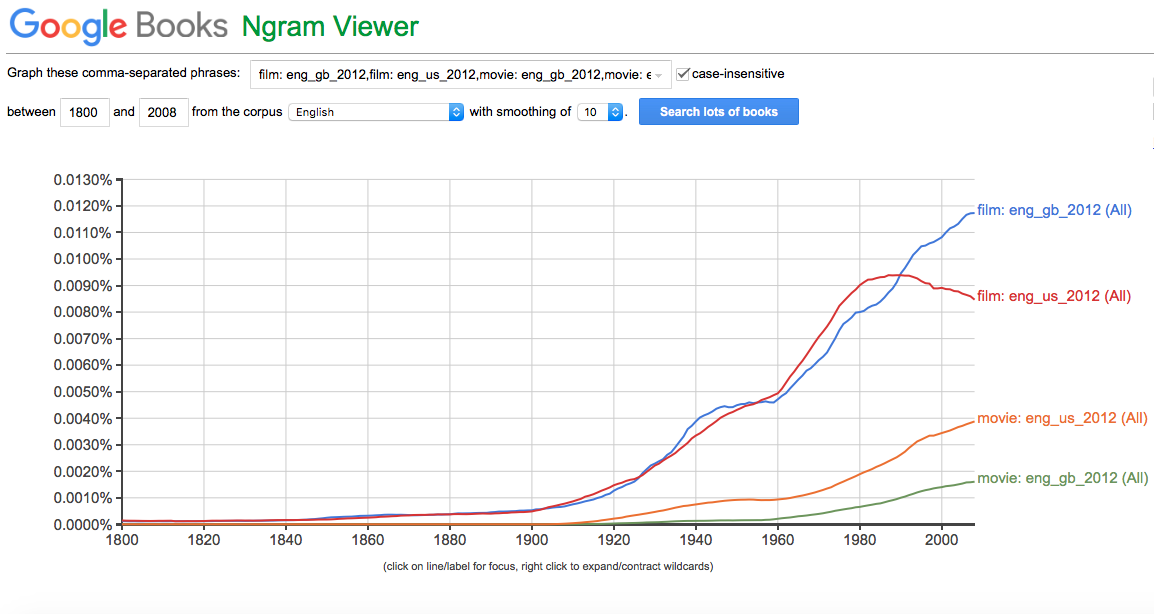 Google Books Ngram Viewer
Graph these comma-separated phrases: film: eng_gb_2012,film: eng_us_2012,movie: eng_gb_2012,movie: e case-insensitive
between 1800 and 2008 from the corpus English with smoothing of 10 . Search lots of books
0.0130%
0.0120%
film: eng_gb_2012 (All)
0.0110%
0.0100%
0.0090%
film: eng_us_2012 (All)
0.0080%
0.0070%
0.0060%
0.0050%
0.0040%
movie: eng_us_2012 (All)
0.0030%
0.0020%
movie: eng_gb_2012 (All)
0.0010%
0.0000%
1800 1820 1840 1860 1880 1900 1920 1940 1960 1980 2000
(click on line/label for focus, right click to expand/contract wildcards)